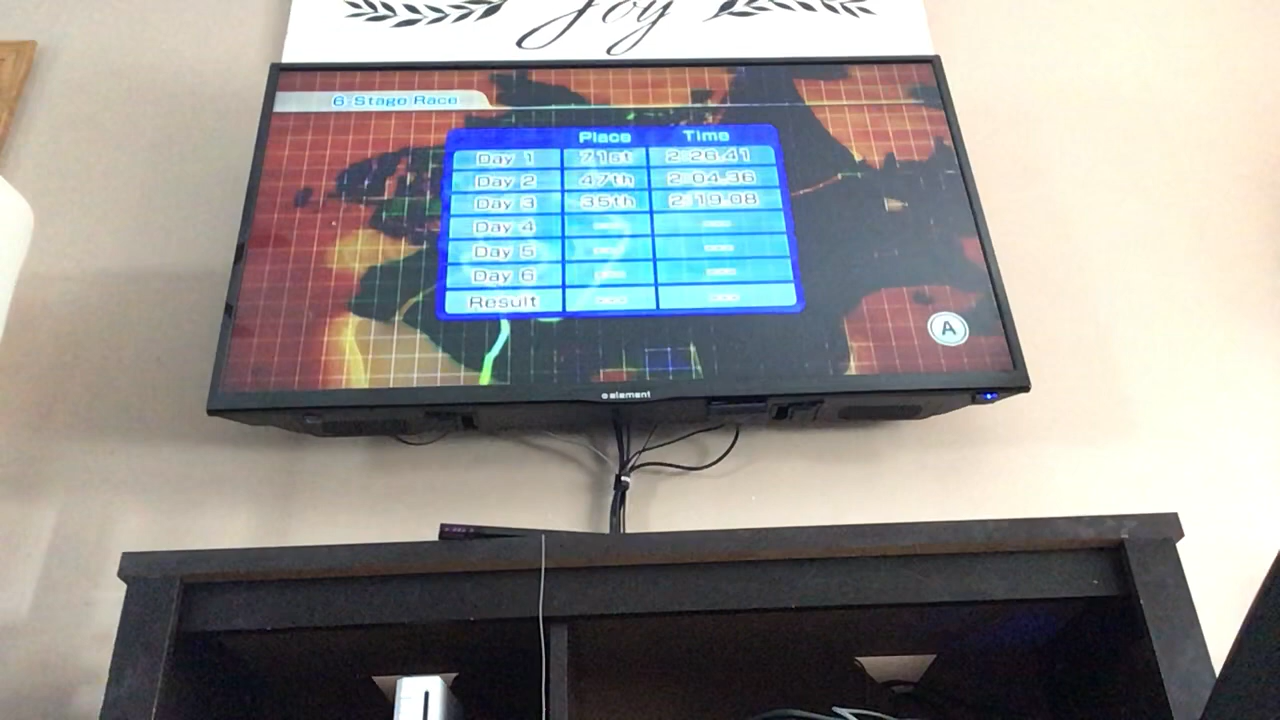 Joy
6-Stage Race
Place Time
Day 1 71st 2:26.41
Day 2 47th 2:04.36
Day 3 35th 2:19.08
Day 4 --- ---
Day 5 --- ---
Day 6 --- ---
Result --- ---
A
element